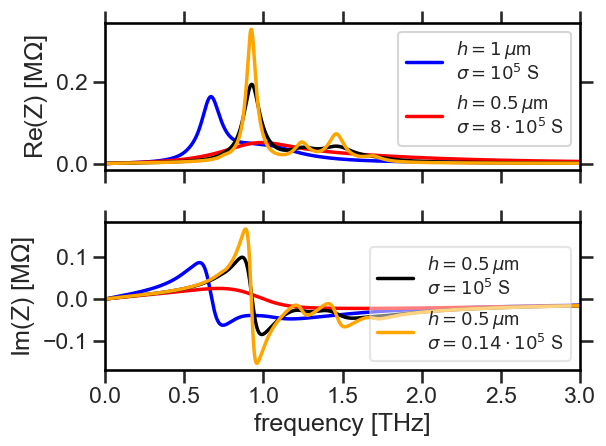 Re(Z) [MΩ]
0.2
0.0
h = 1 μm
σ = 10⁵ S
h = 0.5 μm
σ = 8 · 10⁵ S
Im(Z) [MΩ]
0.1
0.0
−0.1
h = 0.5 μm
σ = 10⁵ S
h = 0.5 μm
σ = 0.14 · 10⁵ S
0.0 0.5 1.0 1.5 2.0 2.5 3.0
frequency [THz]